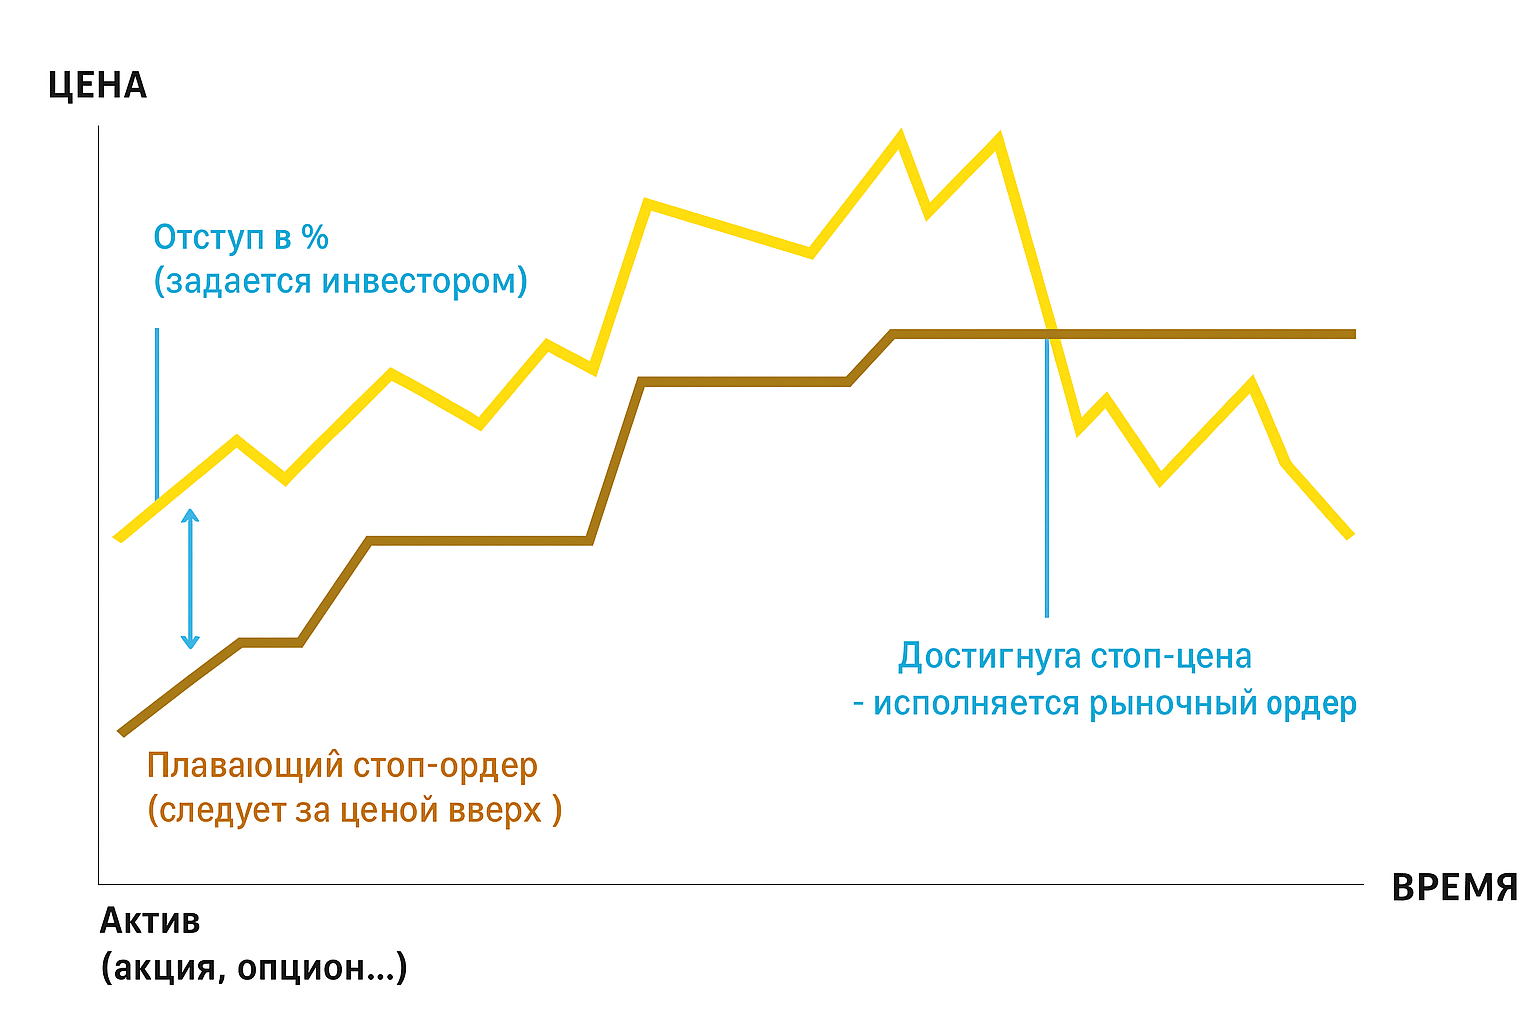 ЦЕНА
Отступ в %
(задается инвестором)
Достигнуга стоп-цена
- исполняется рыночный ордер
Плавающий стоп-ордер
(следует за ценой вверх )
ВРЕМЯ
Актив
(акция, опцион...)